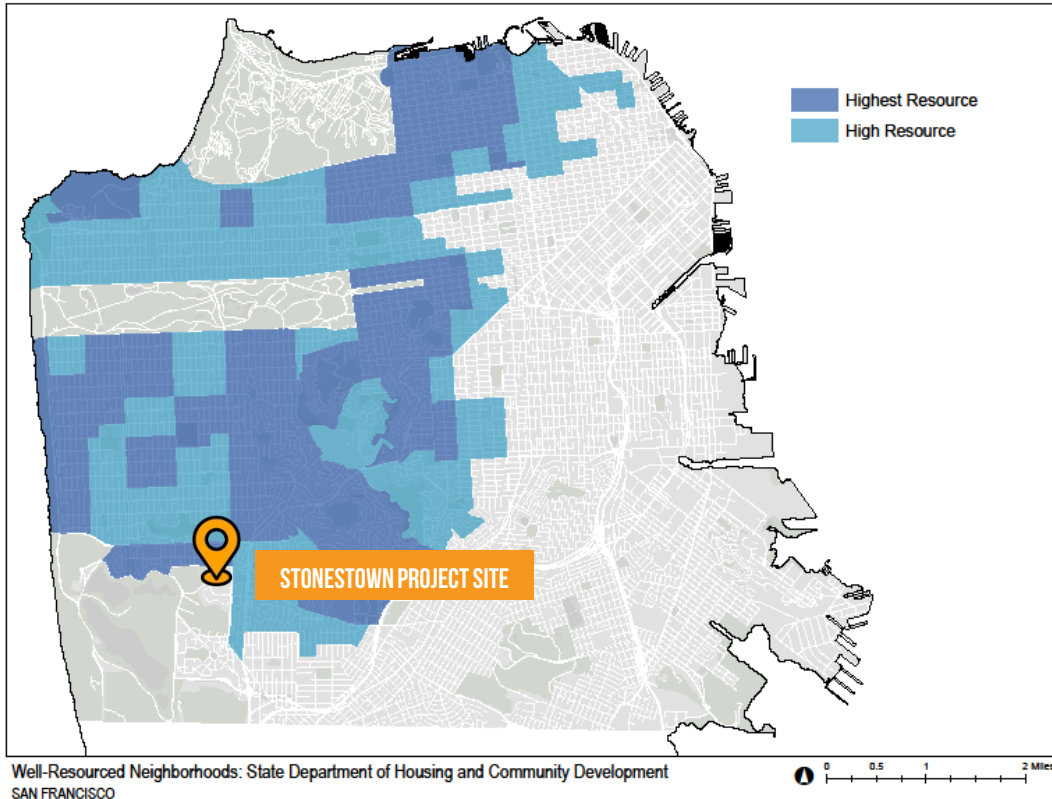 Highest Resource
High Resource
STONESTOWN PROJECT SITE
Well-Resourced Neighborhoods: State Department of Housing and Community Development
SAN FRANCISCO
0 0.5 1 2 Miles